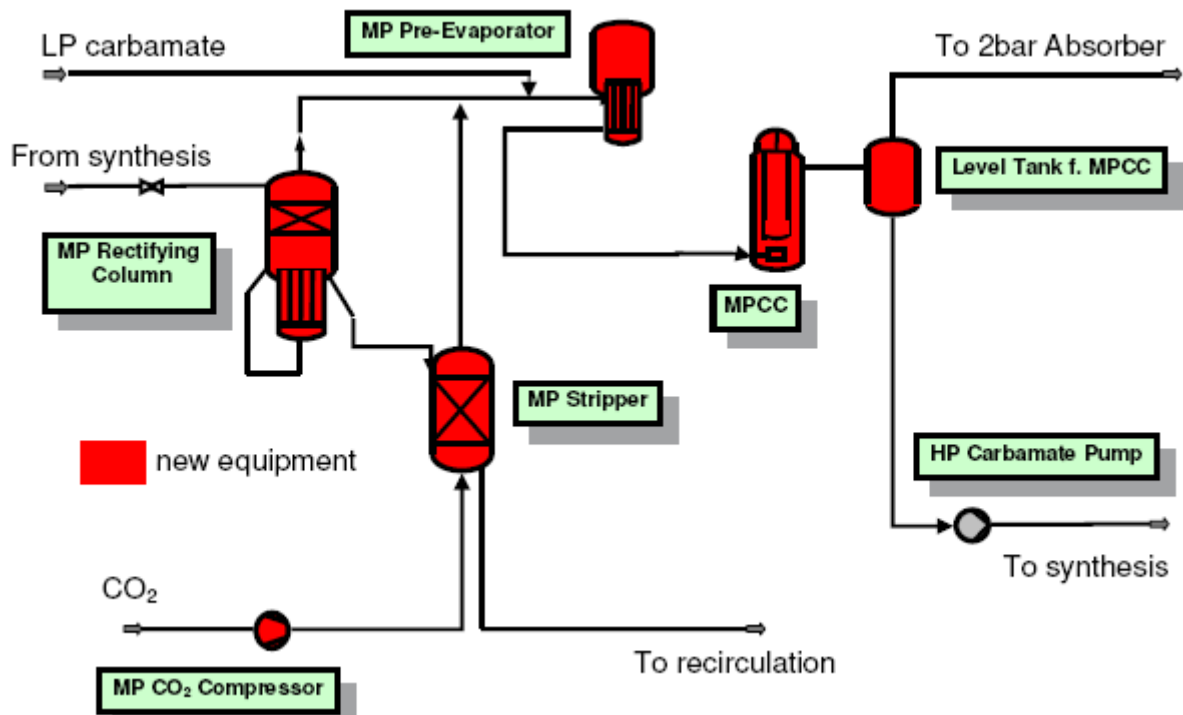 MP Pre-Evaporator
LP carbamate
To 2bar Absorber
From synthesis
Level Tank f. MPCC
MP Rectifying
Column
MPCC
MP Stripper
new equipment
HP Carbamate Pump
To synthesis
CO₂
To recirculation
MP CO₂ Compressor